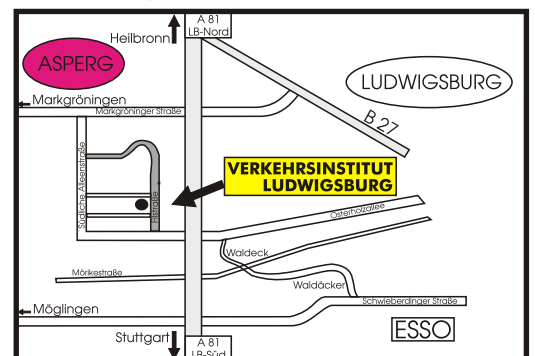 A 81
LB-Nord
Heilbronn
ASPERG
LUDWIGSBURG
Markgröningen
Markgröninger Straße
B 27
Südliche Alleenstraße
VERKEHRSINSTITUT
LUDWIGSBURG
Osterholzallee
Waldeck
Mörikestraße
Waldäcker
Schwieberdinger Straße
Möglingen
ESSO
Stuttgart
A 81
LB-Süd